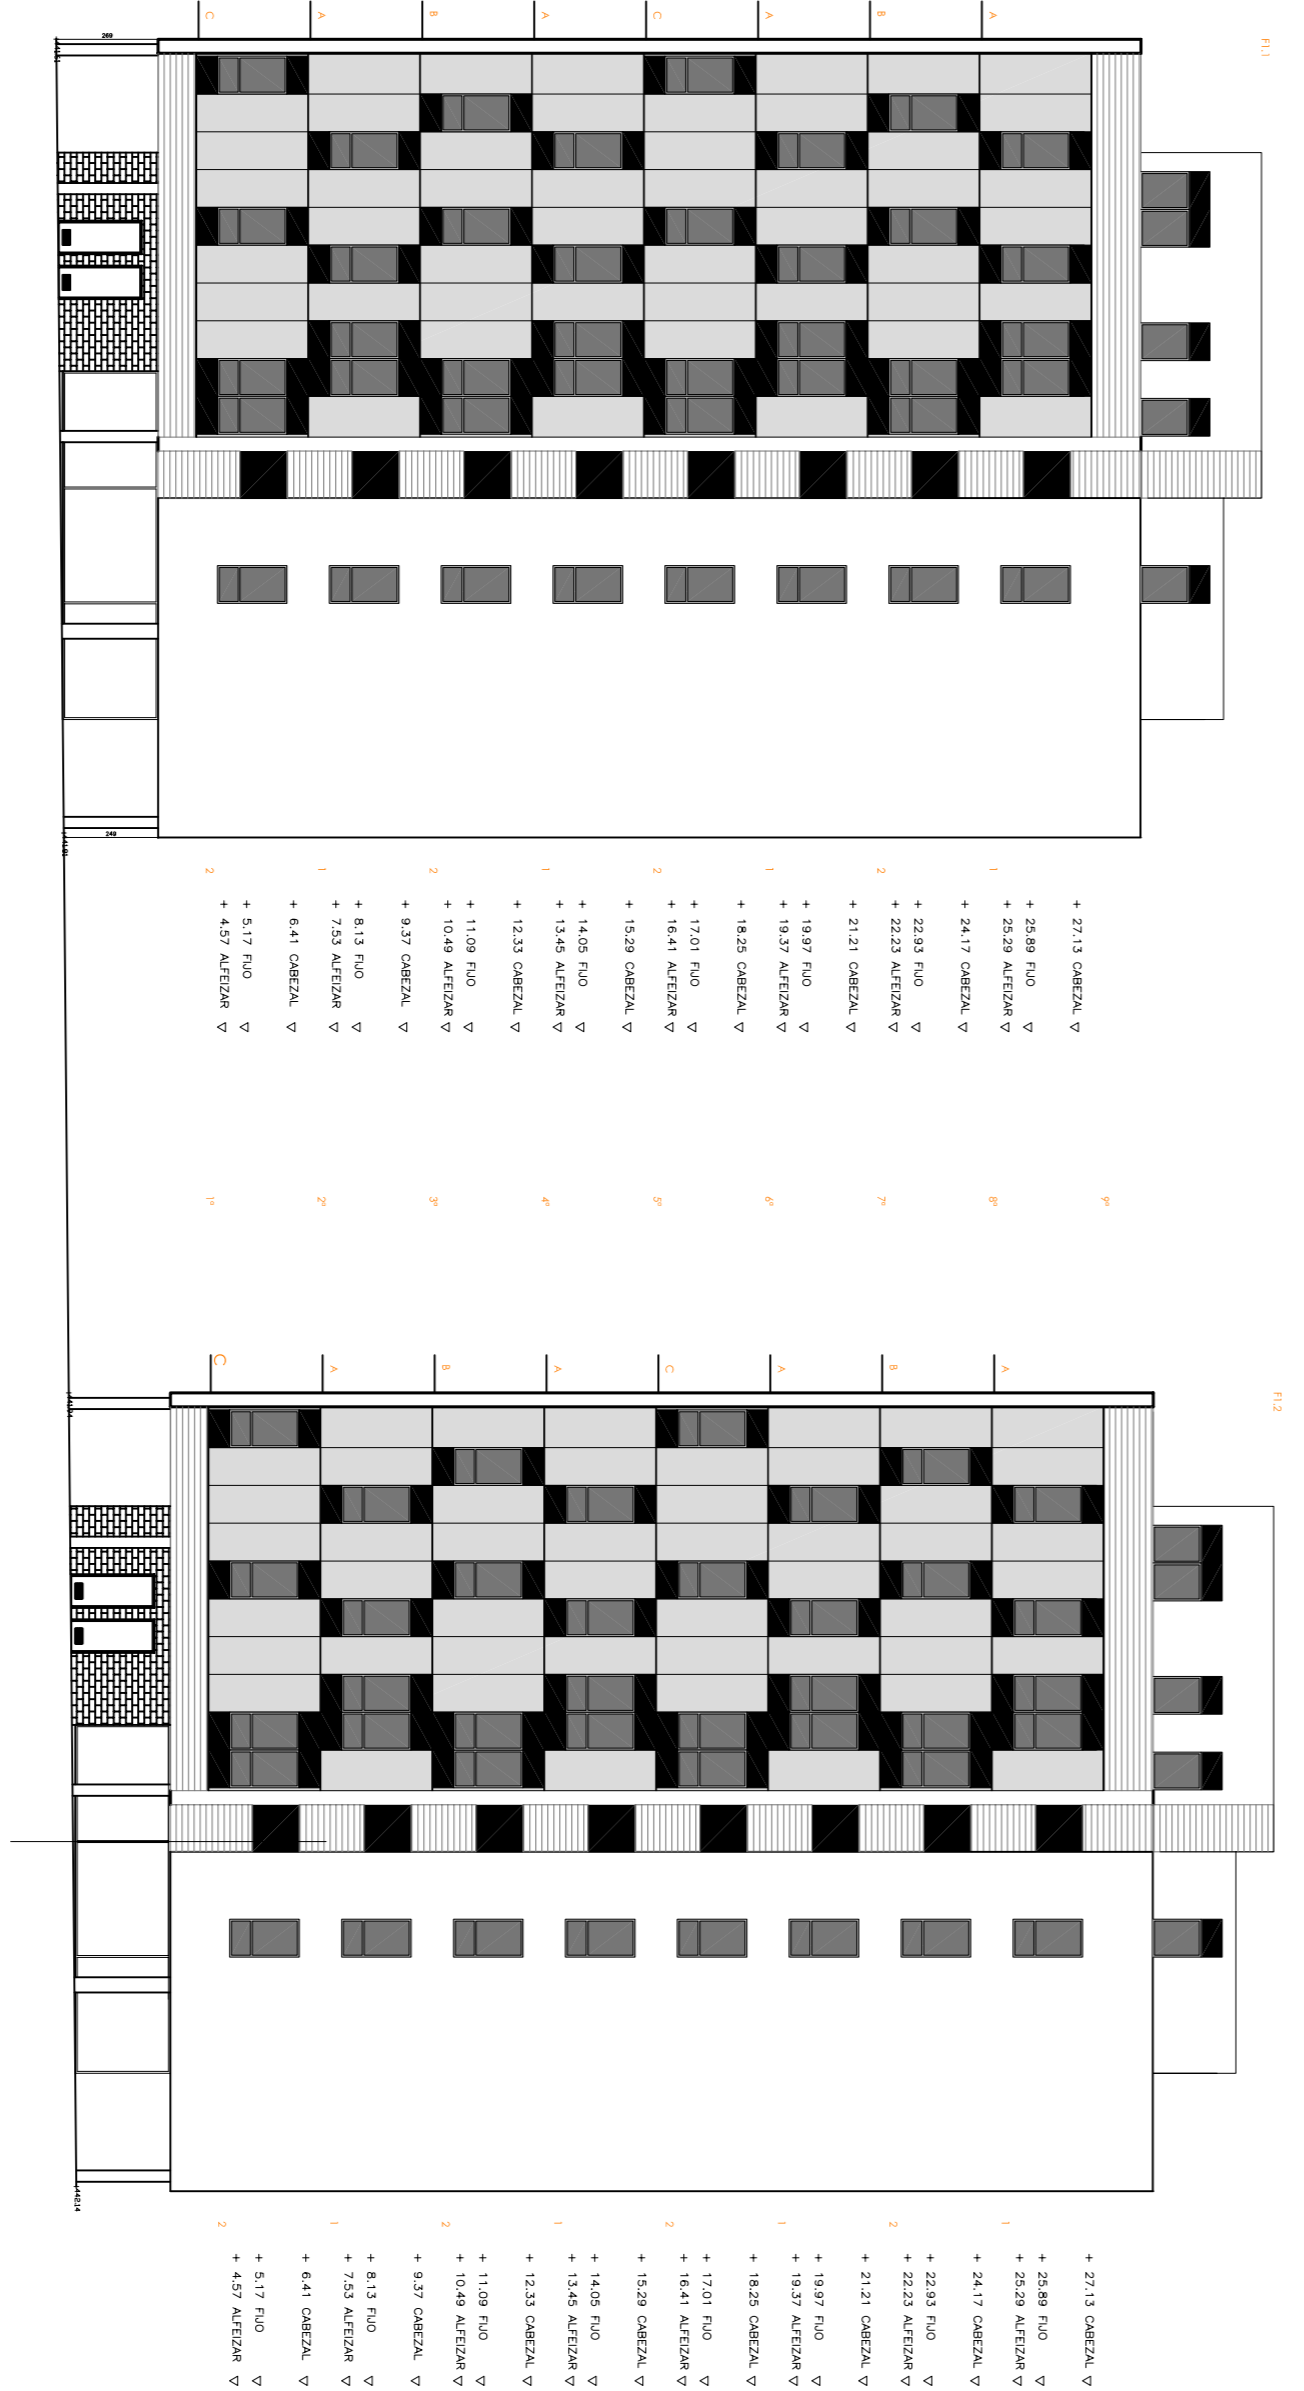 F1.1
A
B
A
C
A
B
A
C
1
2
1
2
1
2
1
2
+ 27.13 CABEZAL
+ 25.89 FIJO
+ 25.29 ALFEIZAR
+ 24.17 CABEZAL
+ 22.93 FIJO
+ 22.23 ALFEIZAR
+ 21.21 CABEZAL
+ 19.97 FIJO
+ 19.37 ALFEIZAR
+ 18.25 CABEZAL
+ 17.01 FIJO
+ 16.41 ALFEIZAR
+ 15.29 CABEZAL
+ 14.05 FIJO
+ 13.45 ALFEIZAR
+ 12.33 CABEZAL
+ 11.09 FIJO
+ 10.49 ALFEIZAR
+ 9.37 CABEZAL
+ 8.13 FIJO
+ 7.53 ALFEIZAR
+ 6.41 CABEZAL
+ 5.17 FIJO
+ 4.57 ALFEIZAR
269
249
9º
8º
7º
6º
5º
4º
3º
2º
1º
F1.2
A
B
A
C
A
B
A
C
1
2
1
2
1
2
1
2
+ 27.13 CABEZAL
+ 25.89 FIJO
+ 25.29 ALFEIZAR
+ 24.17 CABEZAL
+ 22.93 FIJO
+ 22.23 ALFEIZAR
+ 21.21 CABEZAL
+ 19.97 FIJO
+ 19.37 ALFEIZAR
+ 18.25 CABEZAL
+ 17.01 FIJO
+ 16.41 ALFEIZAR
+ 15.29 CABEZAL
+ 14.05 FIJO
+ 13.45 ALFEIZAR
+ 12.33 CABEZAL
+ 11.09 FIJO
+ 10.49 ALFEIZAR
+ 9.37 CABEZAL
+ 8.13 FIJO
+ 7.53 ALFEIZAR
+ 6.41 CABEZAL
+ 5.17 FIJO
+ 4.57 ALFEIZAR